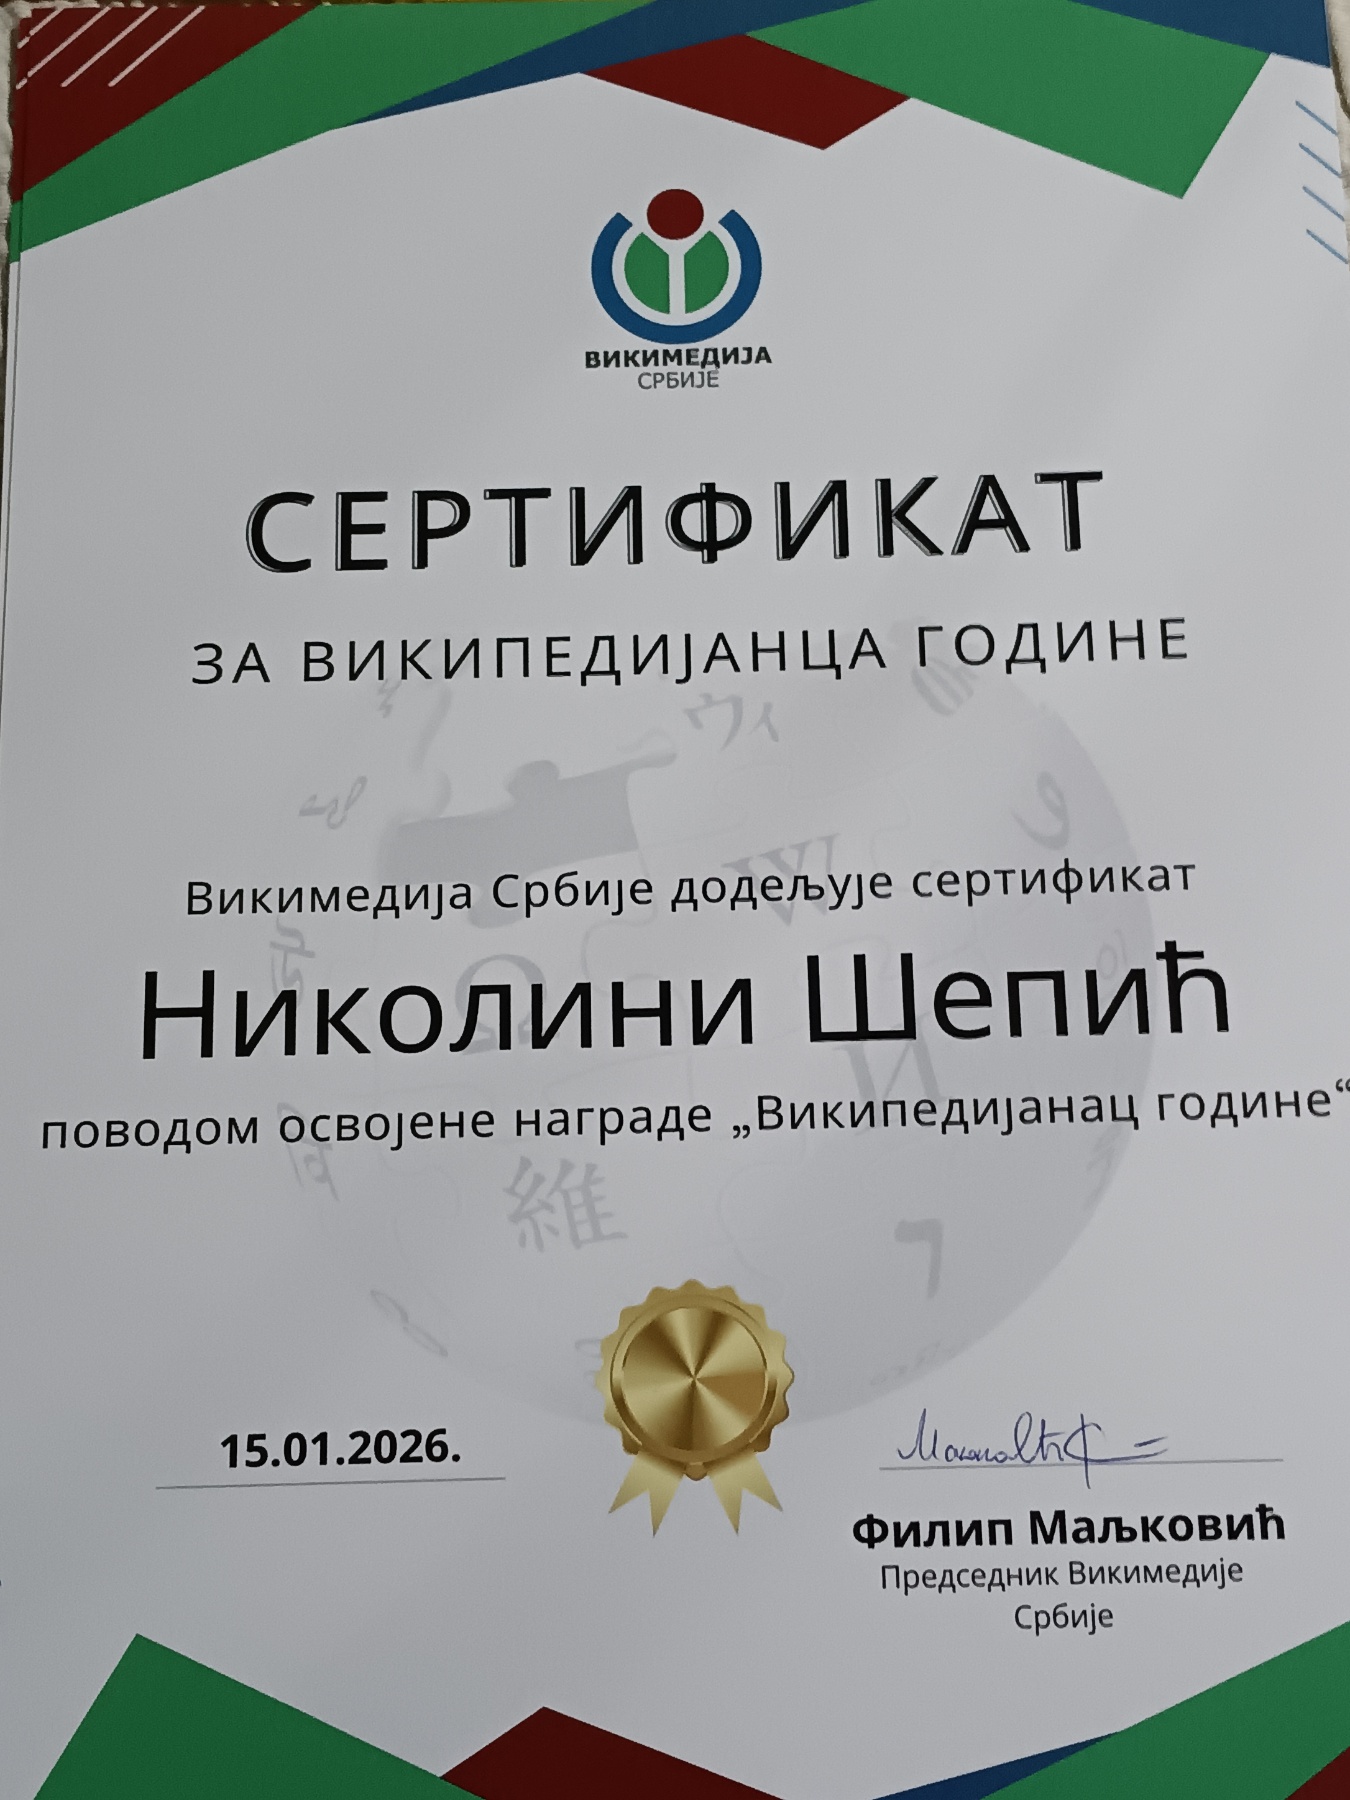 ВИКИМЕДИЈА
СРБИЈЕ
СЕРТИФИКАТ
ЗА ВИКИПЕДИЈАНЦА ГОДИНЕ
Викимедија Србије додељује сертификат
Николини Шепић
поводом освојене награде „Википедијанац године“
15.01.2026.
Филип Маљковић
Председник Викимедије
Србије